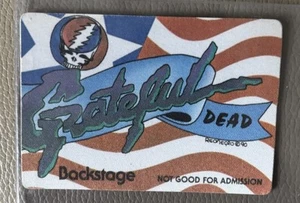 Grateful
DEAD
Backstage
NOT GOOD FOR ADMISSION